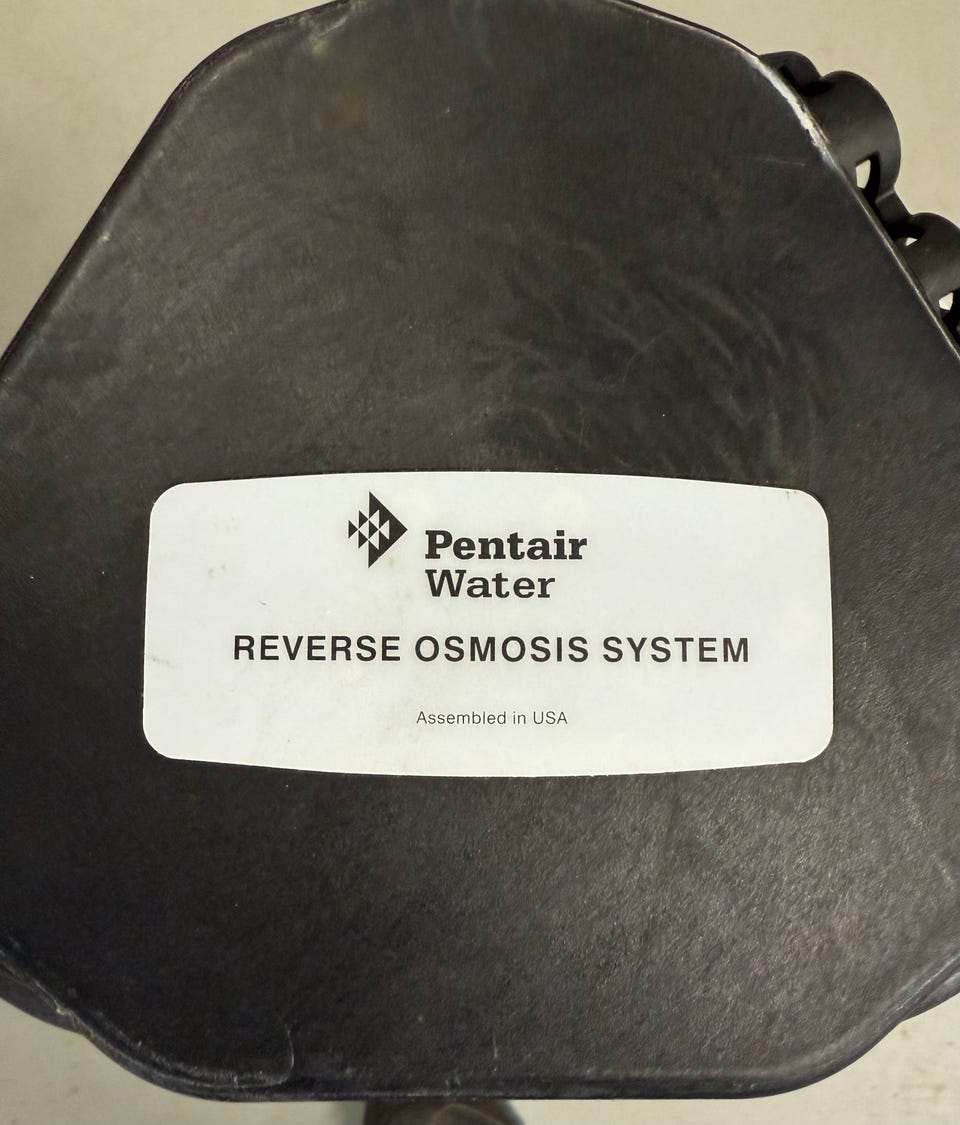 Pentair
Water
REVERSE OSMOSIS SYSTEM
Assembled in USA